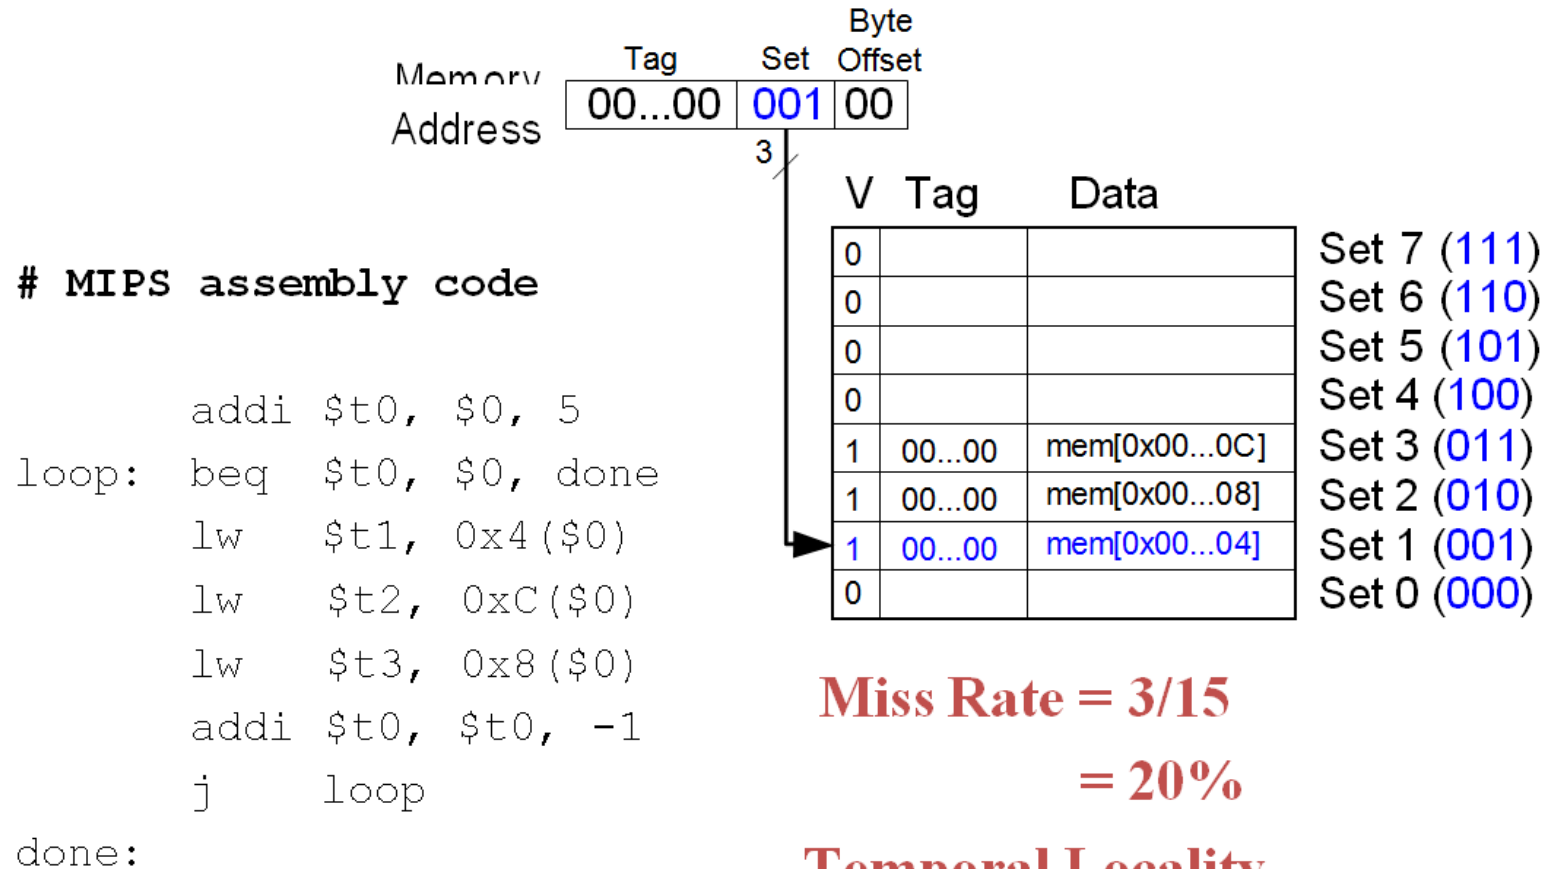 Byte
Tag Set Offset
Memory
Address 00...00 001 00
3
V Tag Data
0 Set 7 (111)
0 Set 6 (110)
0 Set 5 (101)
0 Set 4 (100)
1 00...00 mem[0x00...0C] Set 3 (011)
1 00...00 mem[0x00...08] Set 2 (010)
1 00...00 mem[0x00...04] Set 1 (001)
0 Set 0 (000)
# MIPS assembly code
addi $t0, $0, 5
loop: beq $t0, $0, done
lw $t1, 0x4($0)
lw $t2, 0xC($0)
lw $t3, 0x8($0)
addi $t0, $t0, -1
j loop
done:
Miss Rate = 3/15
= 20%
Temporal Locality